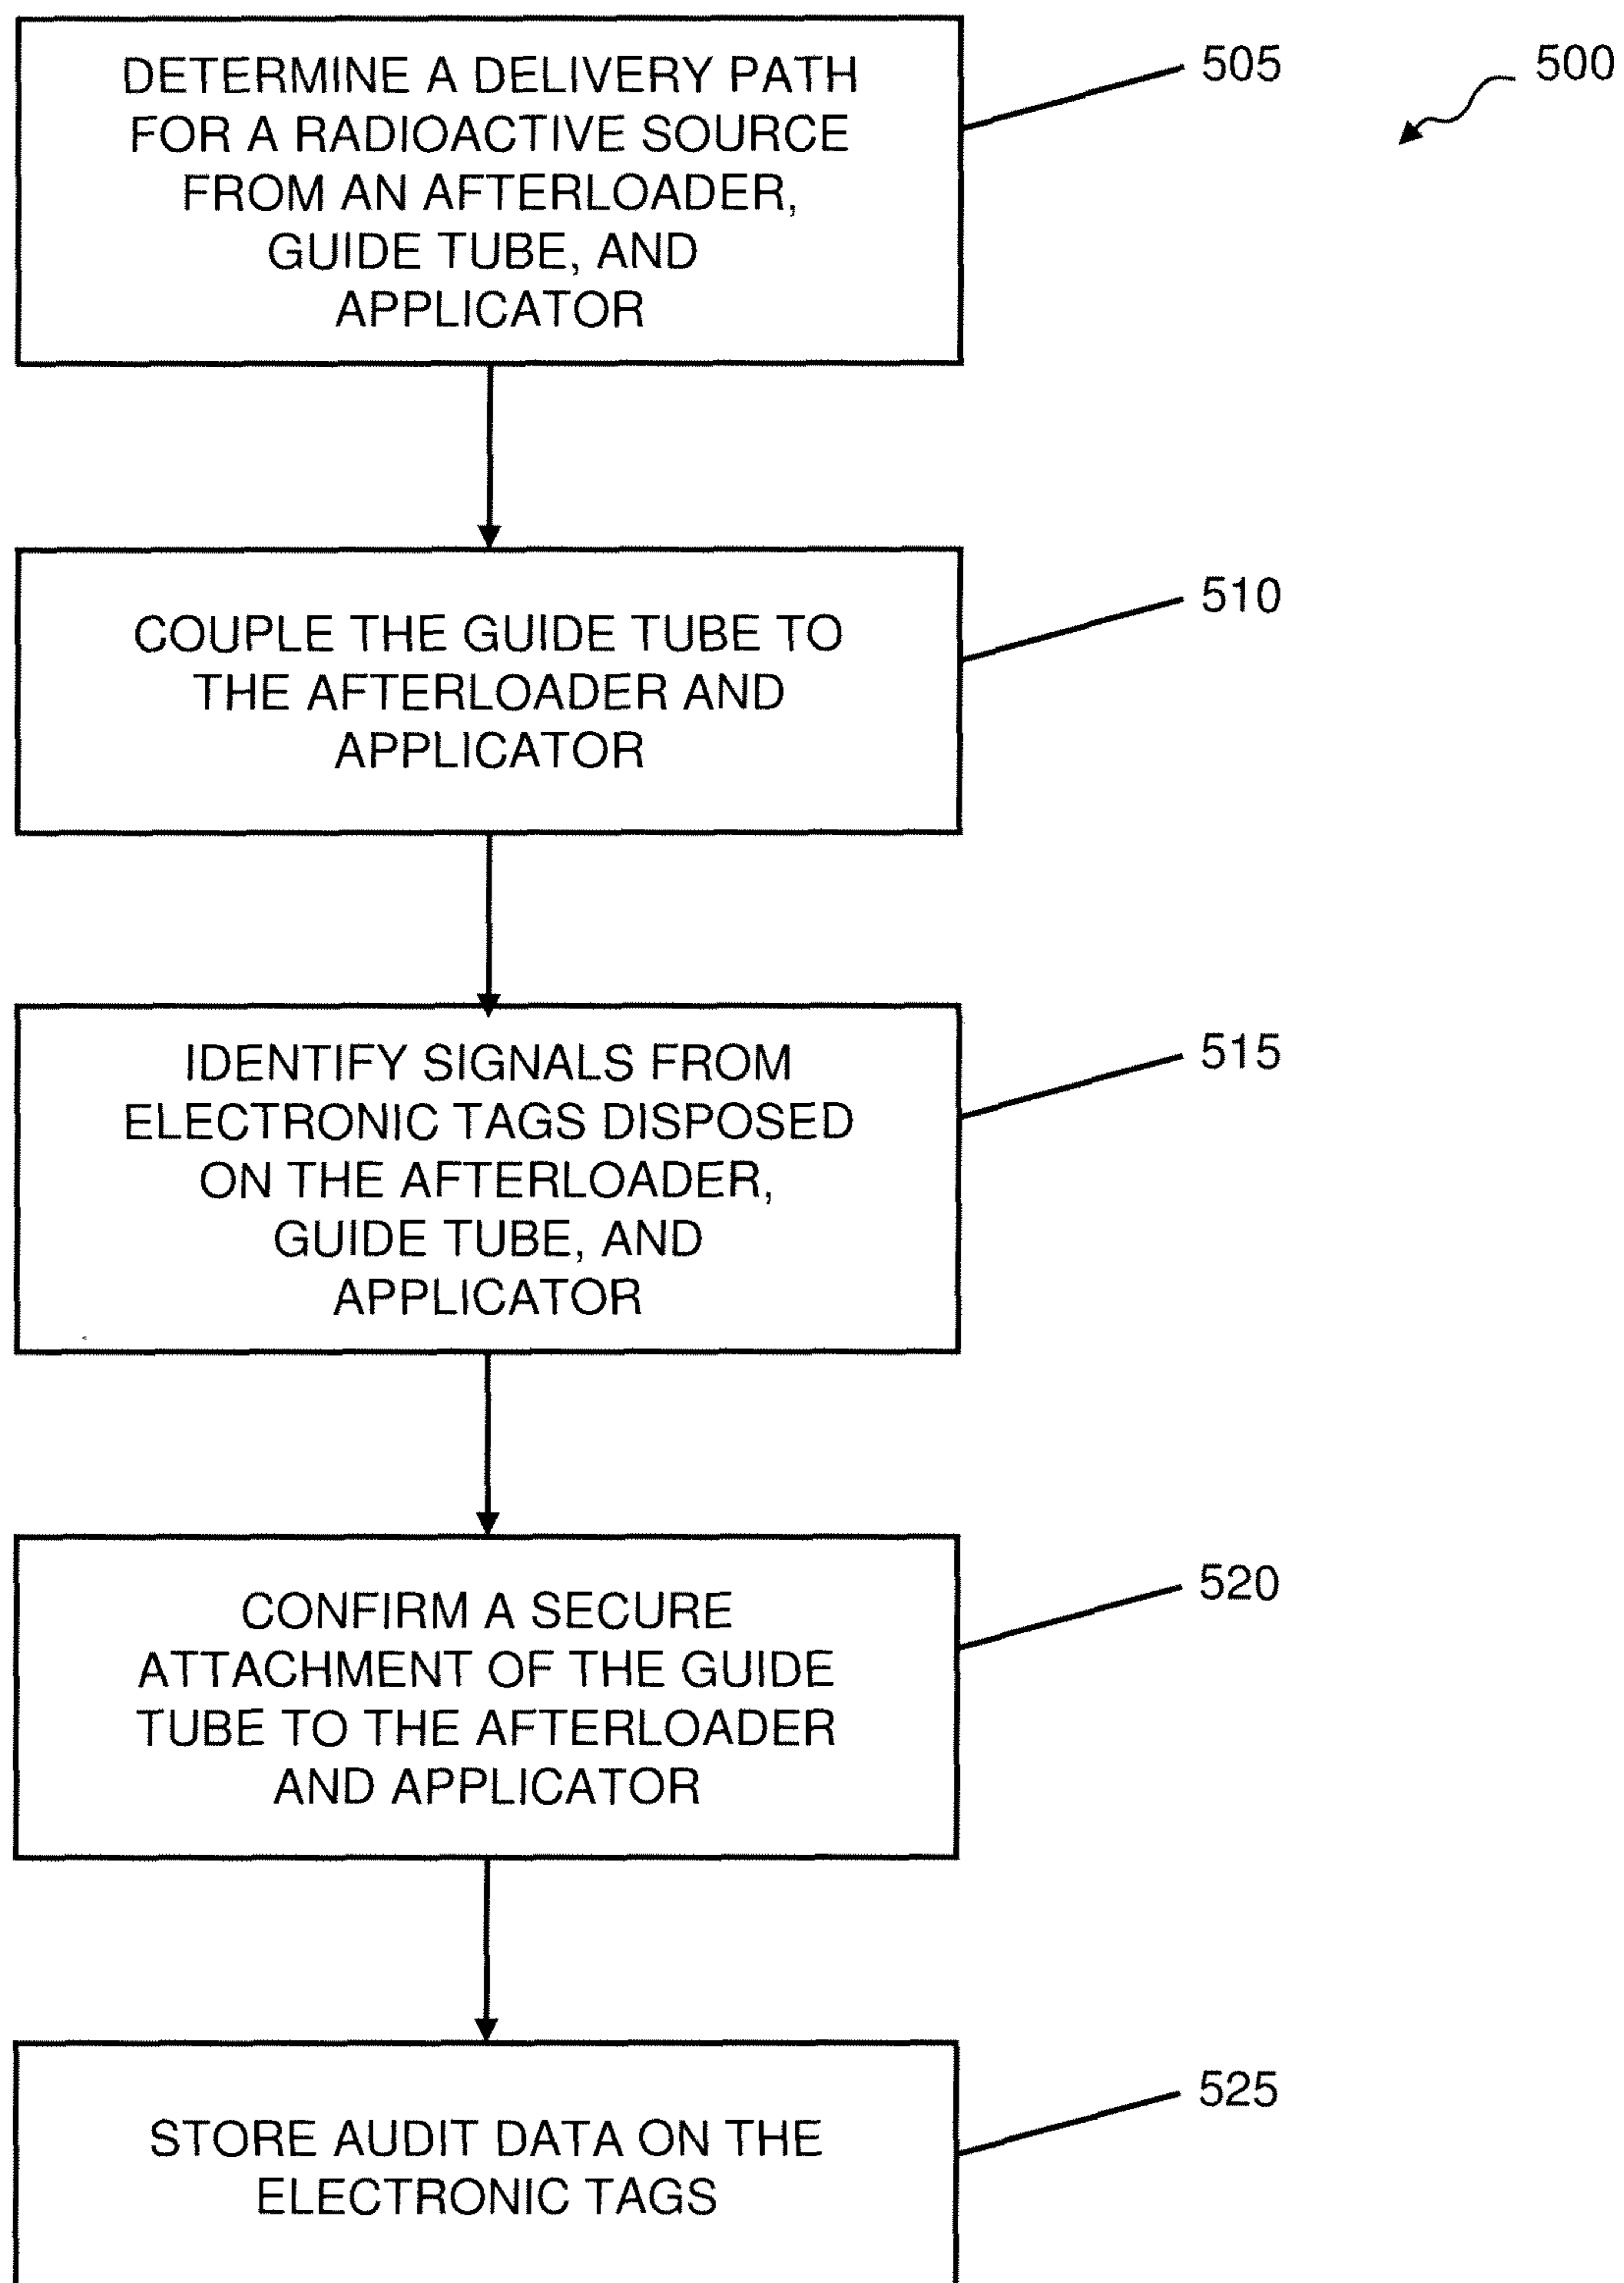 500
DETERMINE A DELIVERY PATH
FOR A RADIOACTIVE SOURCE
FROM AN AFTERLOADER,
GUIDE TUBE, AND
APPLICATOR
505
COUPLE THE GUIDE TUBE TO
THE AFTERLOADER AND
APPLICATOR
510
IDENTIFY SIGNALS FROM
ELECTRONIC TAGS DISPOSED
ON THE AFTERLOADER,
GUIDE TUBE, AND
APPLICATOR
515
CONFIRM A SECURE
ATTACHMENT OF THE GUIDE
TUBE TO THE AFTERLOADER
AND APPLICATOR
520
STORE AUDIT DATA ON THE
ELECTRONIC TAGS
525